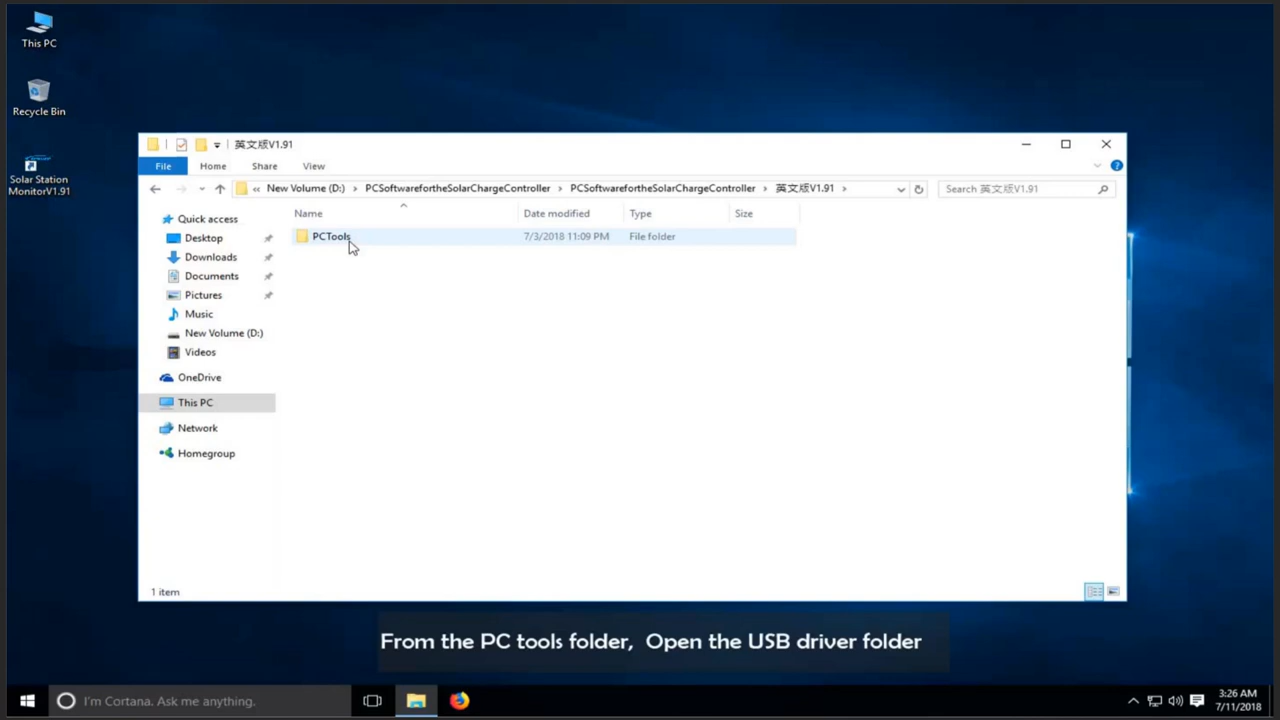 This PC
Recycle Bin
Solar Station
MonitorV1.91
英文版V1.91
File Home Share View
« New Volume (D:) > PCSoftwarefortheSolarChargeController > PCSoftwarefortheSolarChargeController > 英文版V1.91 >
Search 英文版V1.91
Name Date modified Type Size
PCTools 7/3/2018 11:09 PM File folder
Quick access
Desktop
Downloads
Documents
Pictures
Music
New Volume (D:)
Videos
OneDrive
This PC
Network
Homegroup
1 item
From the PC tools folder, Open the USB driver folder
I'm Cortana. Ask me anything.
3:26 AM
7/11/2018